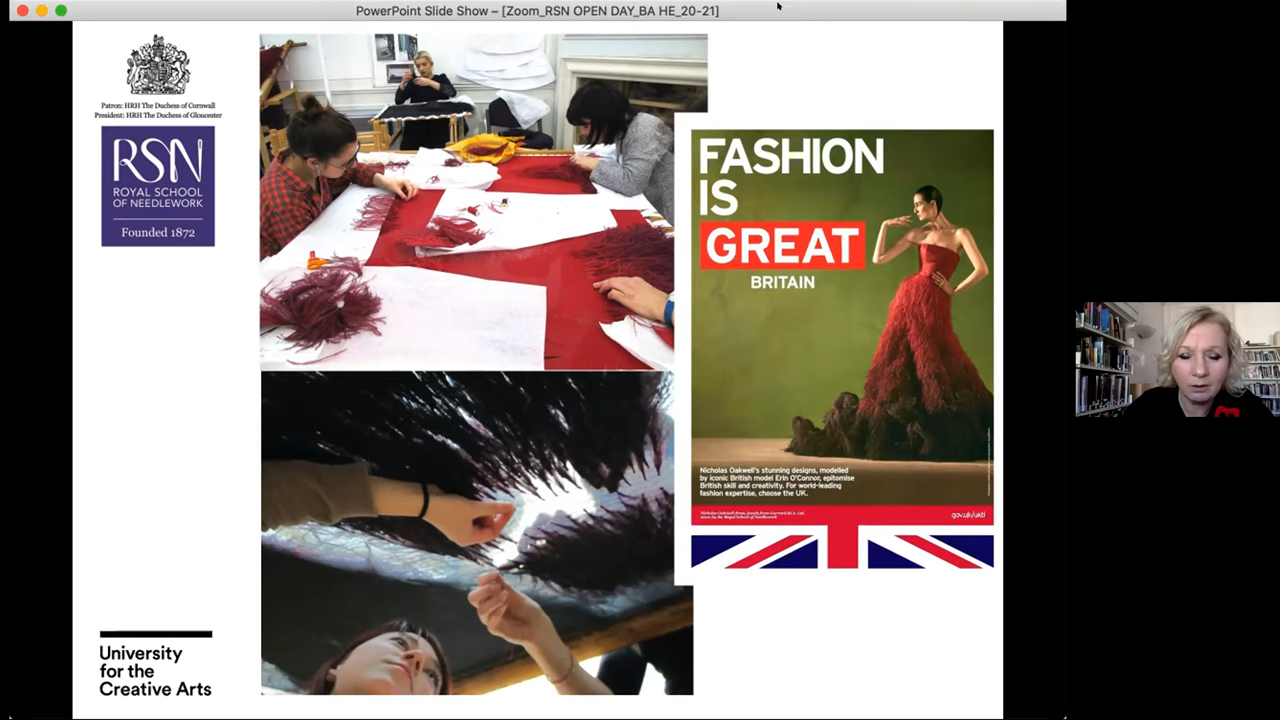 PowerPoint Slide Show – [Zoom_RSN OPEN DAY_BA HE_20-21]
Patron: HRH The Duchess of Cornwall
President: HRH The Duchess of Gloucester
RSN
ROYAL SCHOOL
OF NEEDLEWORK
Founded 1872
FASHION
IS
GREAT
BRITAIN
Nicholas Oakwell's stunning designs, modelled
by iconic British model Erin O'Connor, epitomise
British skill and creativity. For world-leading
fashion expertise, choose the UK.
gov.uk/ukti
University
for the
Creative Arts